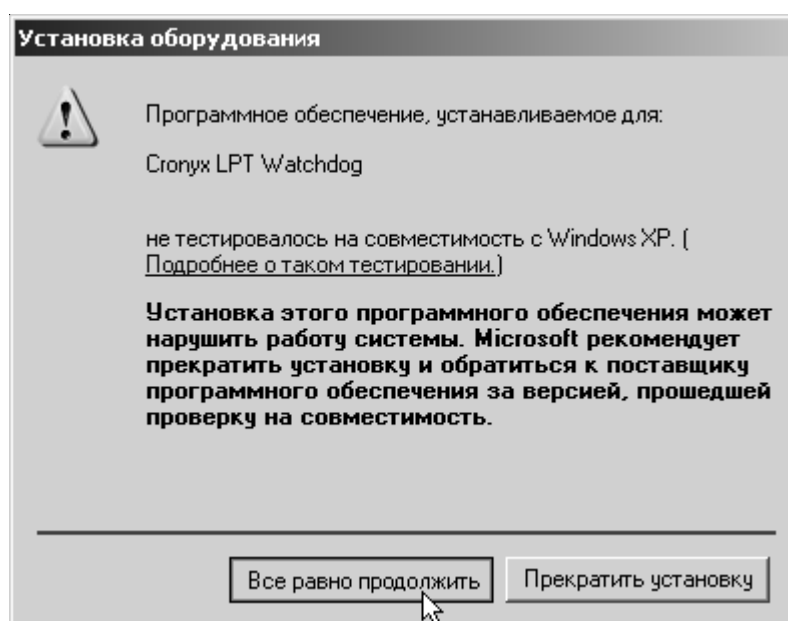 Установка оборудования
Программное обеспечение, устанавливаемое для:
Cronyx LPT Watchdog
не тестировалось на совместимость с Windows XP. (
Подробнее о таком тестировании.)
Установка этого программного обеспечения может
нарушить работу системы. Microsoft рекомендует
прекратить установку и обратиться к поставщику
программного обеспечения за версией, прошедшей
проверку на совместимость.
Все равно продолжить
Прекратить установку